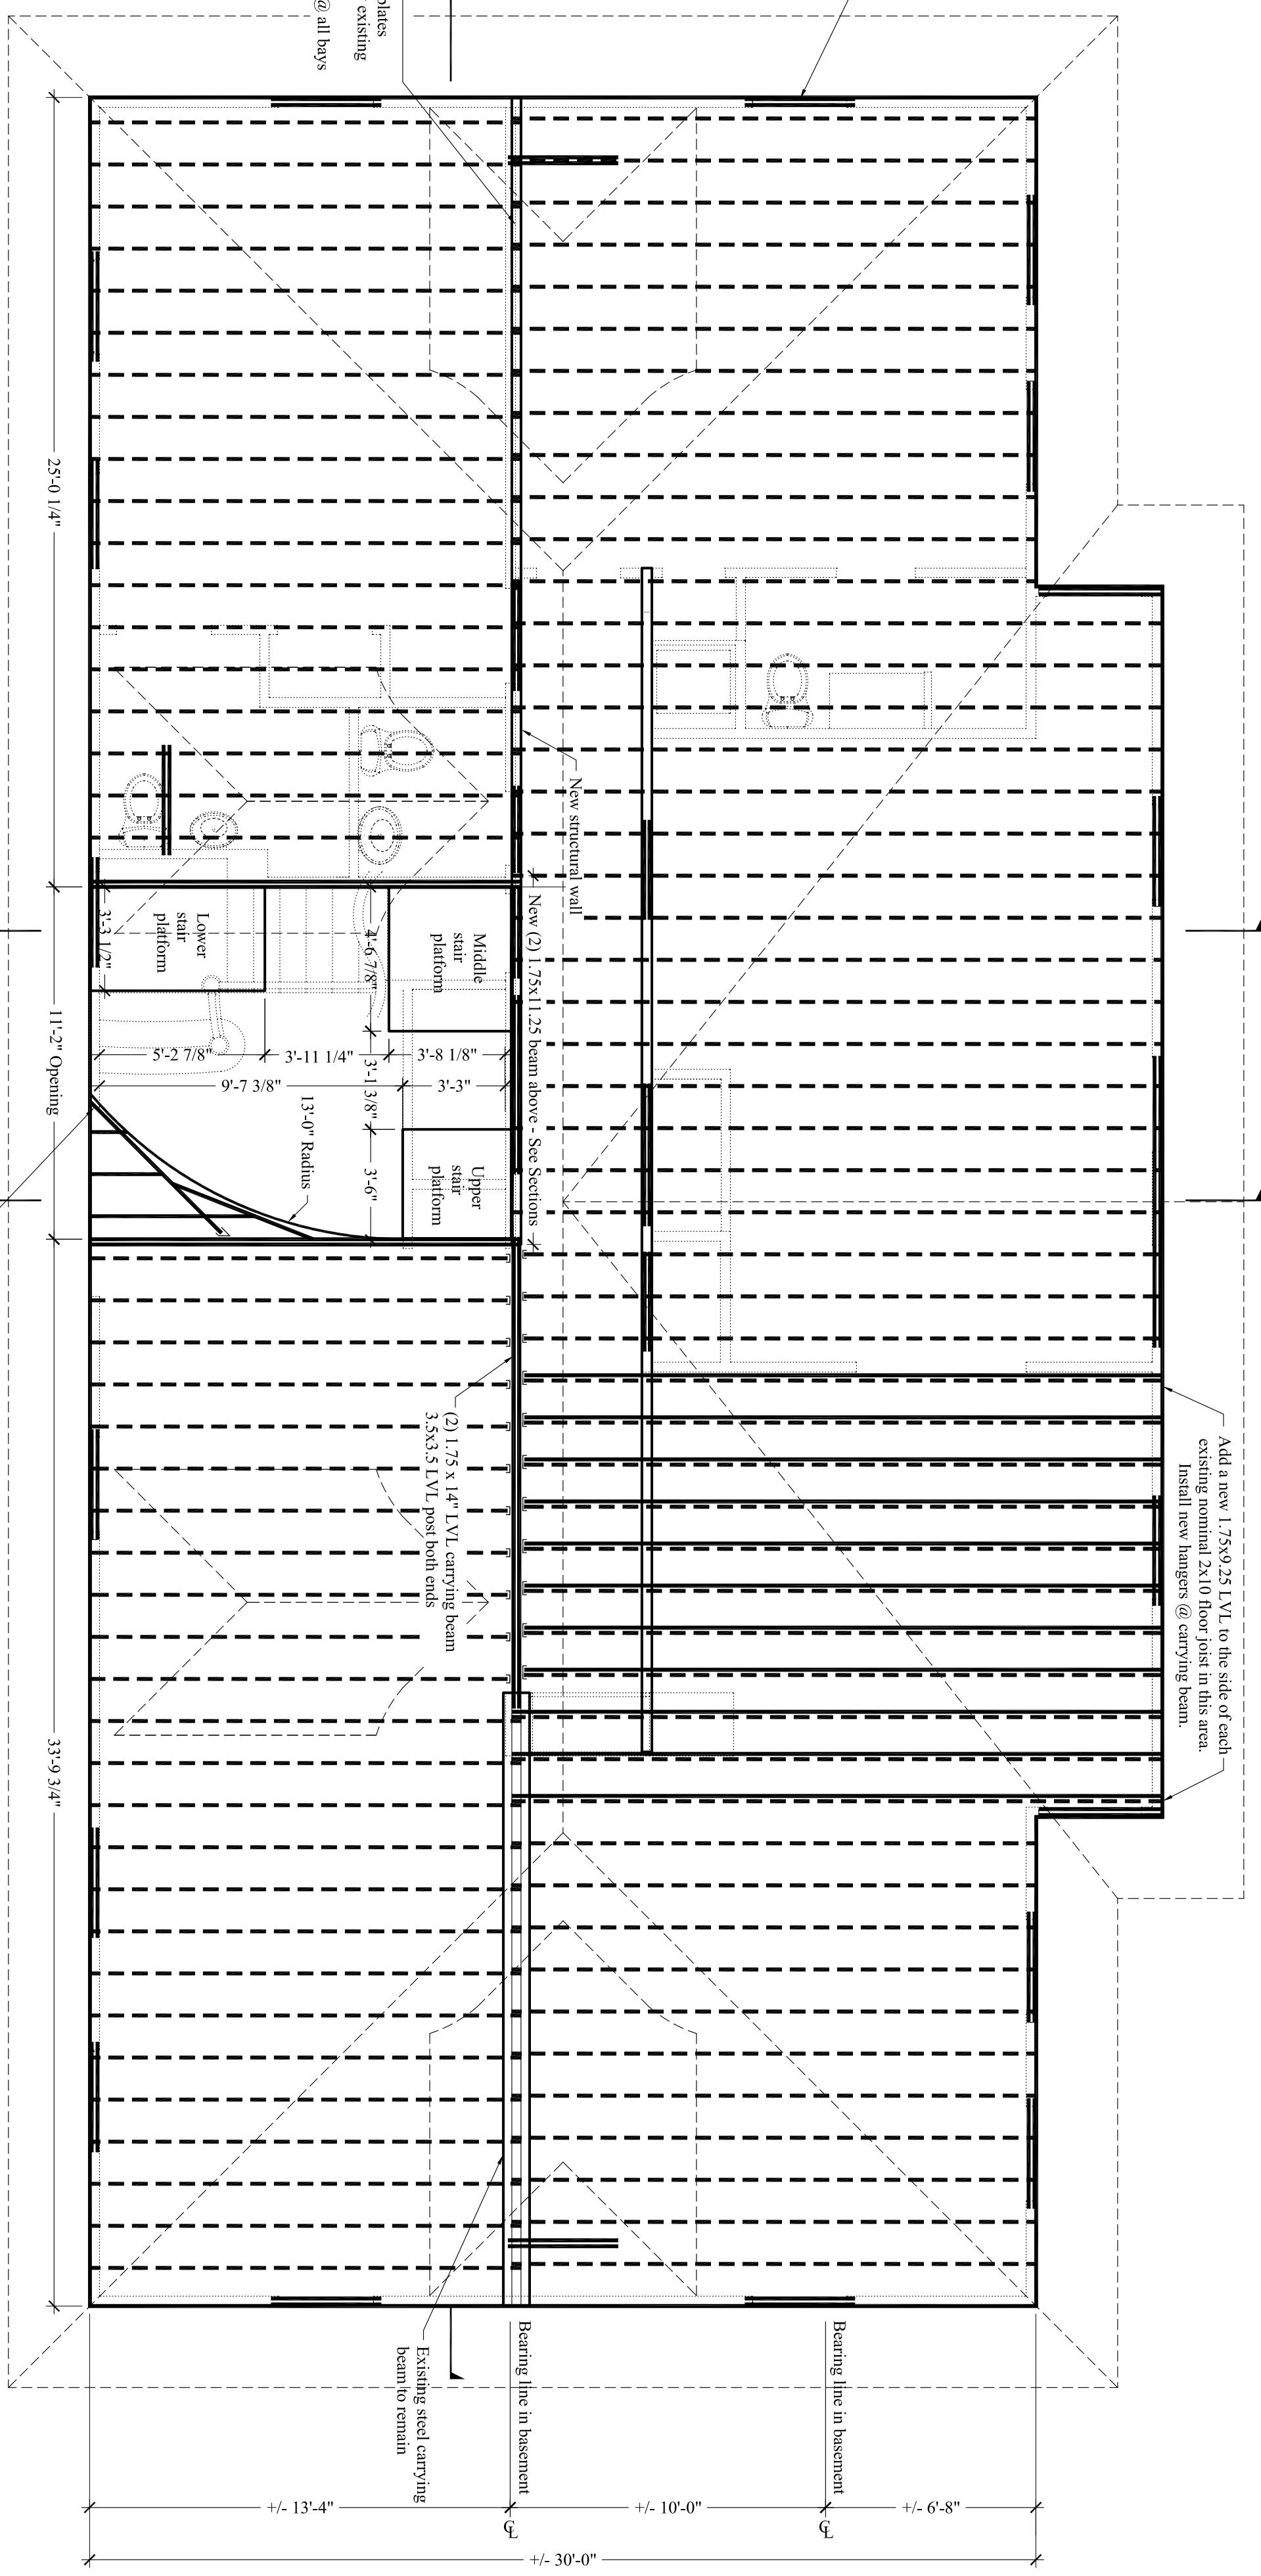 plates
existing
@ all bays
25'-0 1/4"
11'-2" Opening
33'-9 3/4"
New structural wall
New (2) 1.75x11.25 beam above - See Sections
Lower
stair
platform
3'-3 1/2"
Middle
stair
platform
4'-6 7/8"
5'-2 7/8"
3'-11 1/4"
3'-8 1/8"
9'-7 3/8"
3'-3"
3'-1 3/8"
3'-6"
13'-0" Radius
Upper
stair
platform
(2) 1.75 x 14" LVL carrying beam
3.5x3.5 LVL post both ends
Add a new 1.75x9.25 LVL to the side of each
existing nominal 2x10 floor joist in this area.
Install new hangers @ carrying beam.
Existing steel carrying
beam to remain
Bearing line in basement
Bearing line in basement
+/- 13'-4"
+/- 10'-0"
+/- 6'-8"
CL
CL
+/- 30'-0"